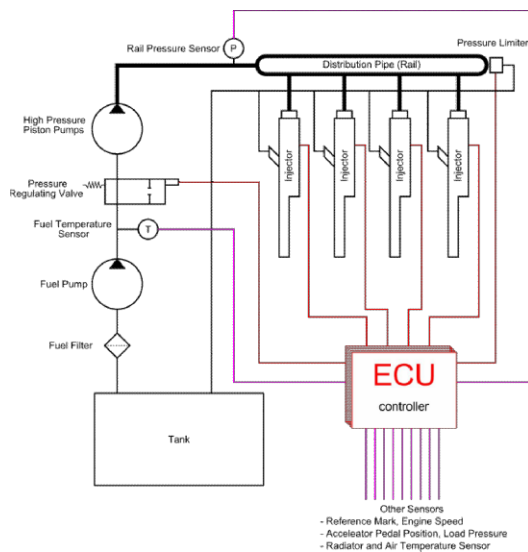 Rail Pressure Sensor
P
Pressure Limiter
Distribution Pipe (Rail)
High Pressure
Piston Pumps
Injector
Injector
Injector
Injector
Pressure
Regulating Valve
Fuel Temperature
Sensor
T
Fuel Pump
Fuel Filter
ECU
controller
Tank
Other Sensors
- Reference Mark, Engine Speed
- Accleator Pedal Position, Load Pressure
- Radiator and Air Temperature Sensor